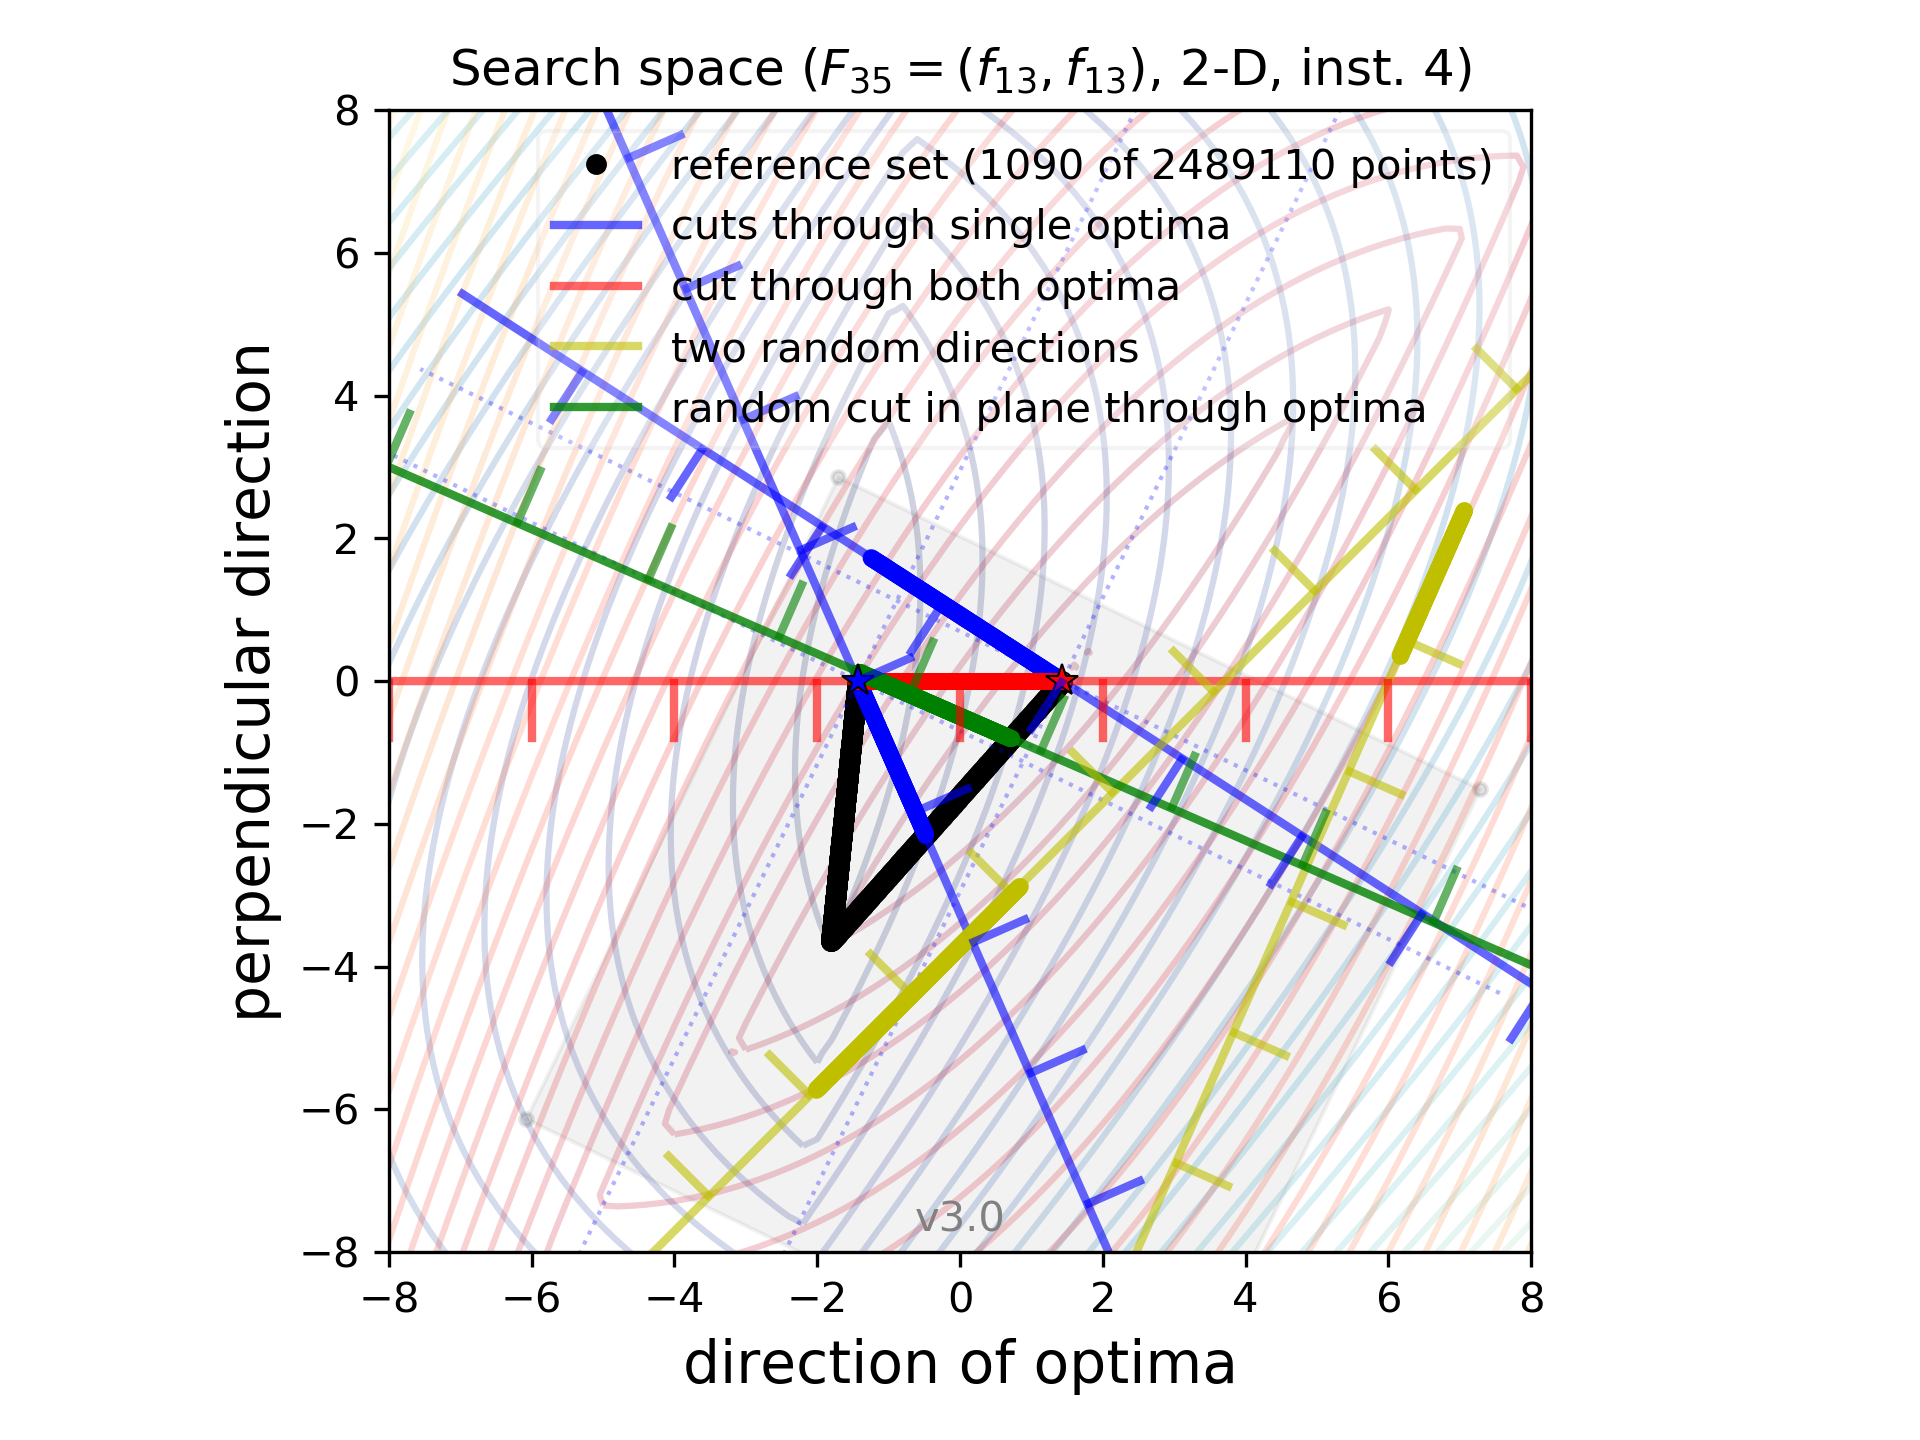 Search space (F35 = (f13, f13), 2-D, inst. 4)
reference set (1090 of 2489110 points)
cuts through single optima
cut through both optima
two random directions
random cut in plane through optima
perpendicular direction
8
6
4
2
0
−2
−4
−6
−8
v3.0
−8 −6 −4 −2 0 2 4 6 8
direction of optima